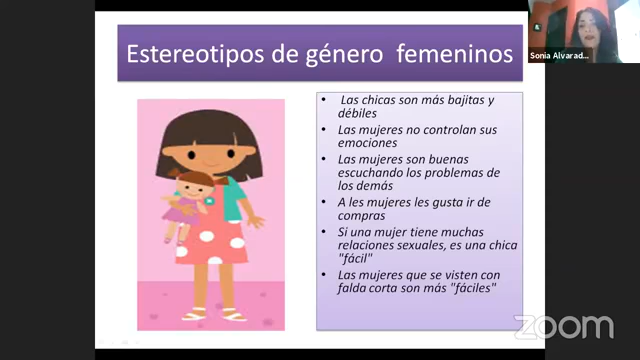 Estereotipos de género femeninos
Sonia Alvarad...
• Las chicas son más bajitas y
débiles
• Las mujeres no controlan sus
emociones
• Las mujeres son buenas
escuchando los problemas de
los demás
• A les mujeres les gusta ir de
compras
• Si una mujer tiene muchas
relaciones sexuales, es una chica
"fácil"
• Las mujeres que se visten con
falda corta son más "fáciles"
zoom